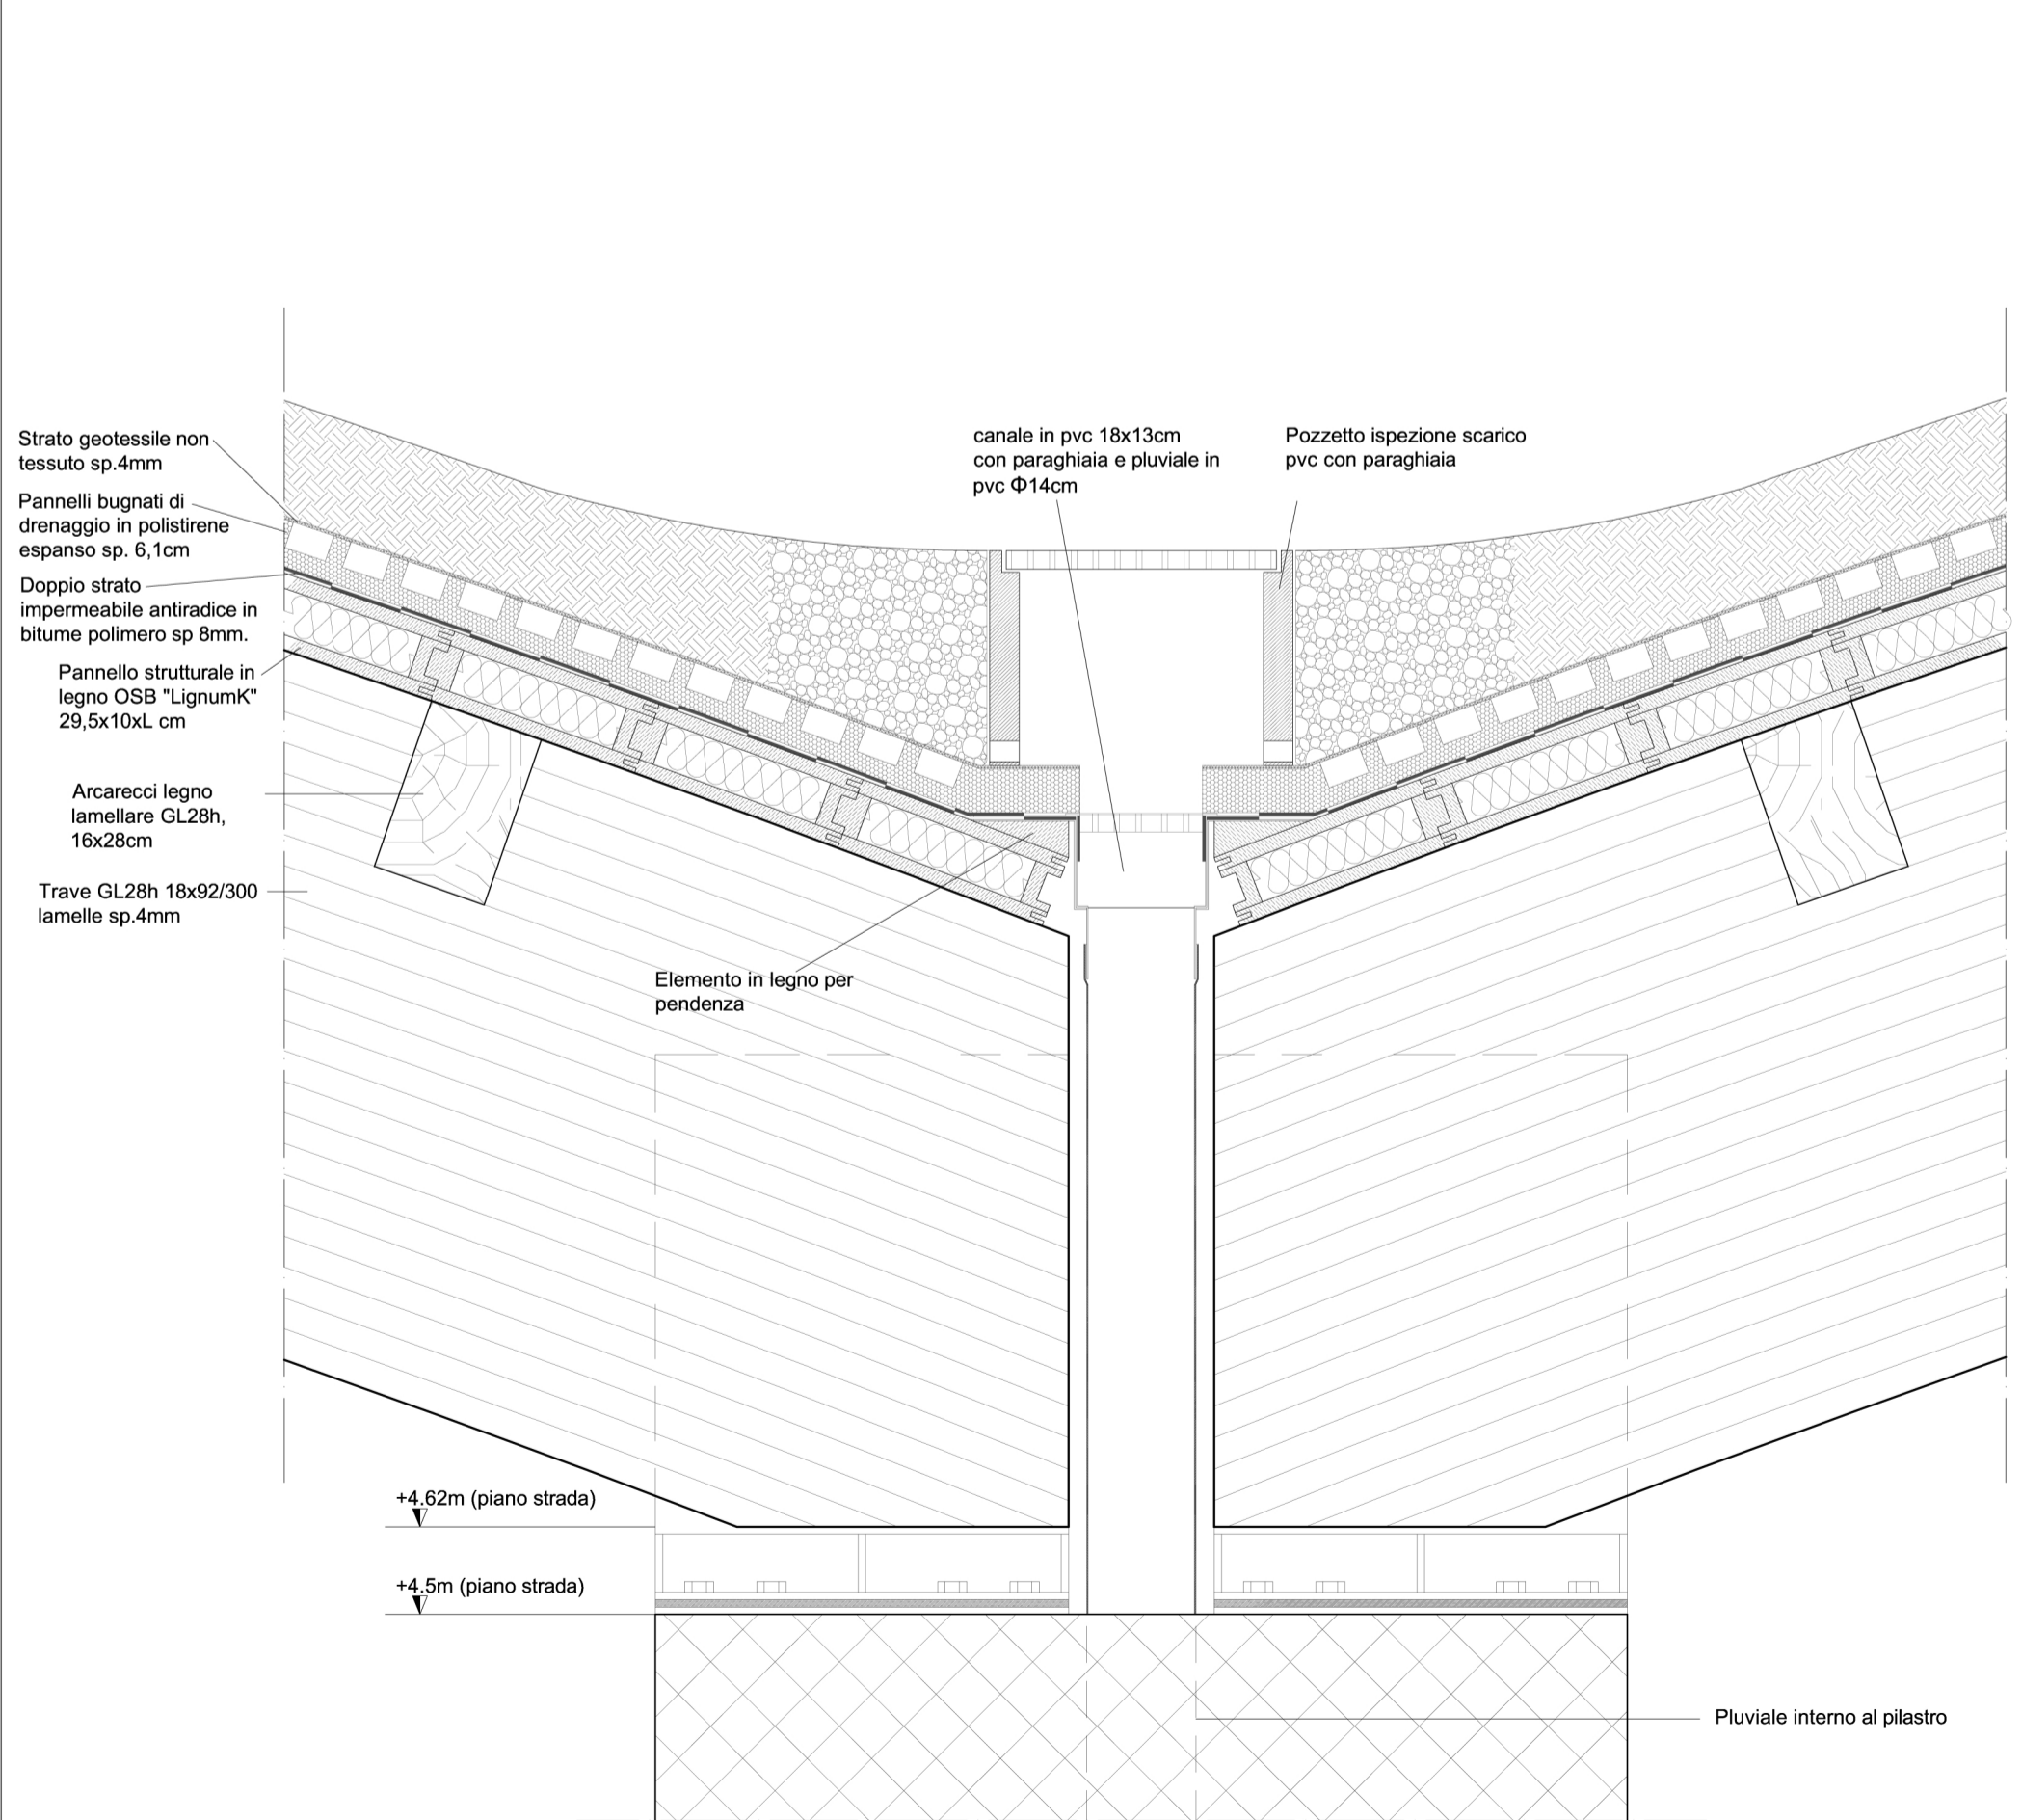 Strato geotessile non
tessuto sp.4mm
Pannelli bugnati di
drenaggio in polistirene
espanso sp. 6,1cm
Doppio strato
impermeabile antiradice in
bitume polimero sp 8mm.
Pannello strutturale in
legno OSB "LignumK"
29,5x10xL cm
Arcarecci legno
lamellare GL28h,
16x28cm
Trave GL28h 18x92/300
lamelle sp.4mm
canale in pvc 18x13cm
con paraghiaia e pluviale in
pvc Φ14cm
Pozzetto ispezione scarico
pvc con paraghiaia
Elemento in legno per
pendenza
+4.62m (piano strada)
+4.5m (piano strada)
Pluviale interno al pilastro